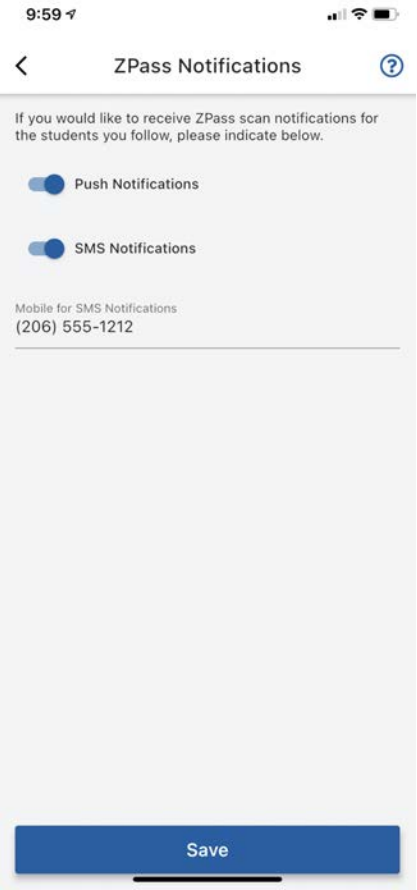 9:59
ZPass Notifications
?
If you would like to receive ZPass scan notifications for
the students you follow, please indicate below.
Push Notifications
SMS Notifications
Mobile for SMS Notifications
(206) 555-1212
Save